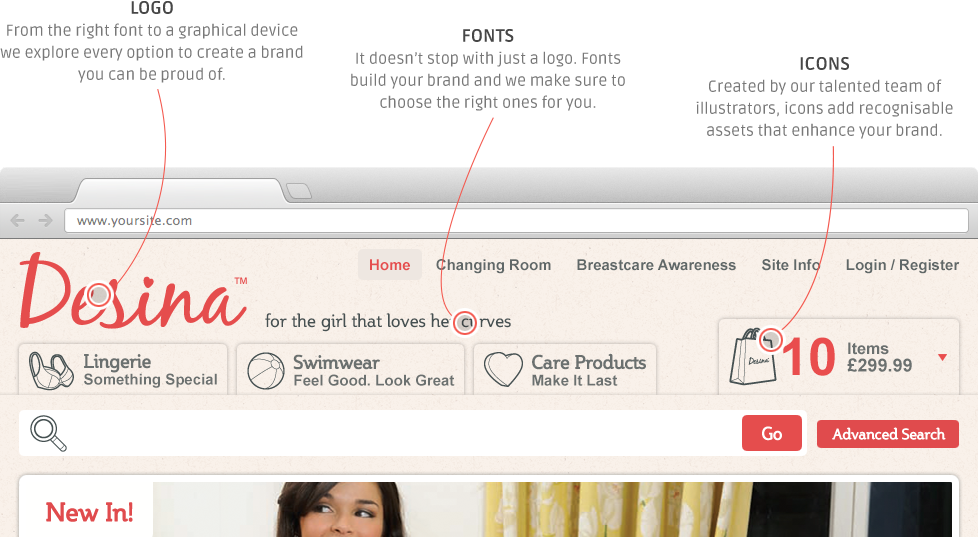 LOGO
From the right font to a graphical device
we explore every option to create a brand
you can be proud of.
FONTS
It doesn't stop with just a logo. Fonts
build your brand and we make sure to
choose the right ones for you.
ICONS
Created by our talented team of
illustrators, icons add recognisable
assets that enhance your brand.
www.yoursite.com
Desina™
Home Changing Room Breastcare Awareness Site Info Login / Register
for the girl that loves her curves
Lingerie
Something Special
Swimwear
Feel Good. Look Great
Care Products
Make It Last
Desina
10
Items
£299.99
Go
Advanced Search
New In!